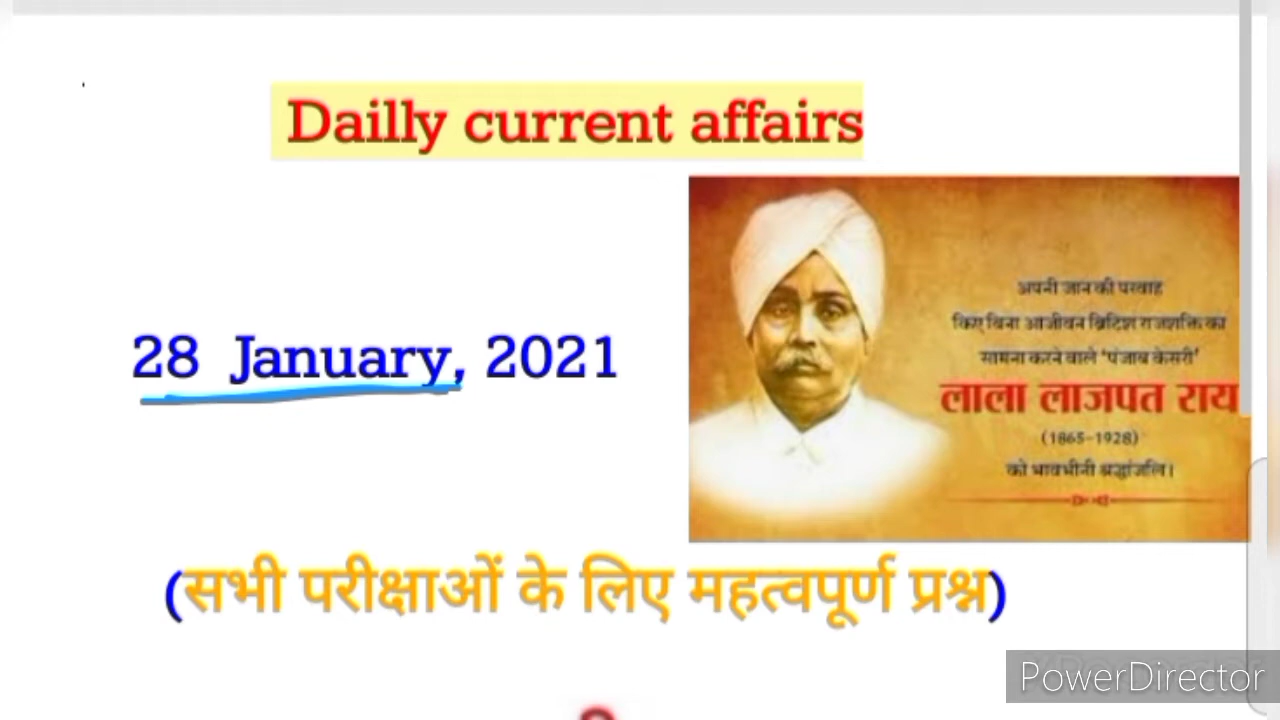 Dailly current affairs
अपनी जान की परवाह
किए बिना आजीवन ब्रिटिश राजशक्ति का
सामना करने वाले 'पंजाब केसरी'
लाला लाजपत राय
(1865-1928)
को भावभीनी श्रद्धांजलि।
28 January, 2021
(सभी परीक्षाओं के लिए महत्वपूर्ण प्रश्न)
PowerDirector